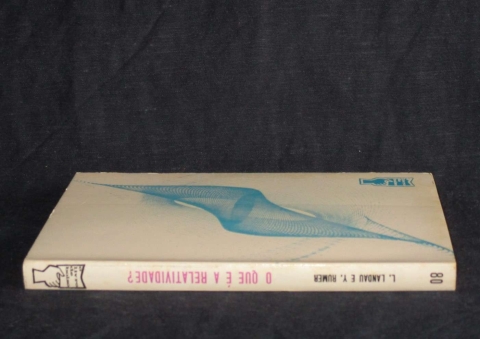 80
L. LANDAU E Y. RUMER
O QUE É A RELATIVIDADE?